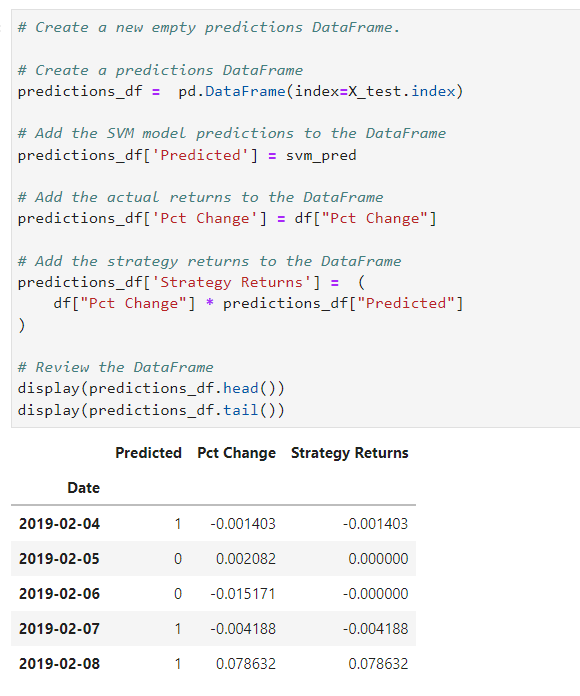 # Create a new empty predictions DataFrame.
# Create a predictions DataFrame
predictions_df =  pd.DataFrame(index=X_test.index)
# Add the SVM model predictions to the DataFrame
predictions_df['Predicted'] = svm_pred
# Add the actual returns to the DataFrame
predictions_df['Pct Change'] = df["Pct Change"]
# Add the strategy returns to the DataFrame
predictions_df['Strategy Returns'] =  (
    df["Pct Change"] * predictions_df["Predicted"]
)
# Review the DataFrame
display(predictions_df.head())
display(predictions_df.tail())
Predicted Pct Change Strategy Returns
Date
2019-02-04 1 -0.001403 -0.001403
2019-02-05 0 0.002082 0.000000
2019-02-06 0 -0.015171 -0.000000
2019-02-07 1 -0.004188 -0.004188
2019-02-08 1 0.078632 0.078632